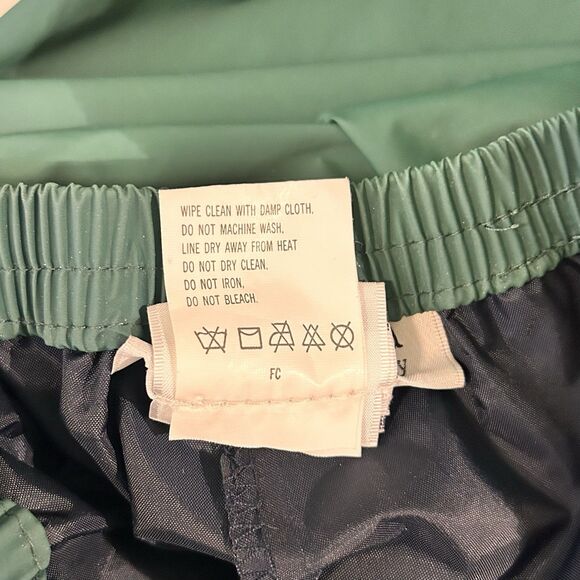 WIPE CLEAN WITH DAMP CLOTH.
DO NOT MACHINE WASH.
LINE DRY AWAY FROM HEAT
DO NOT DRY CLEAN.
DO NOT IRON.
DO NOT BLEACH.
FC